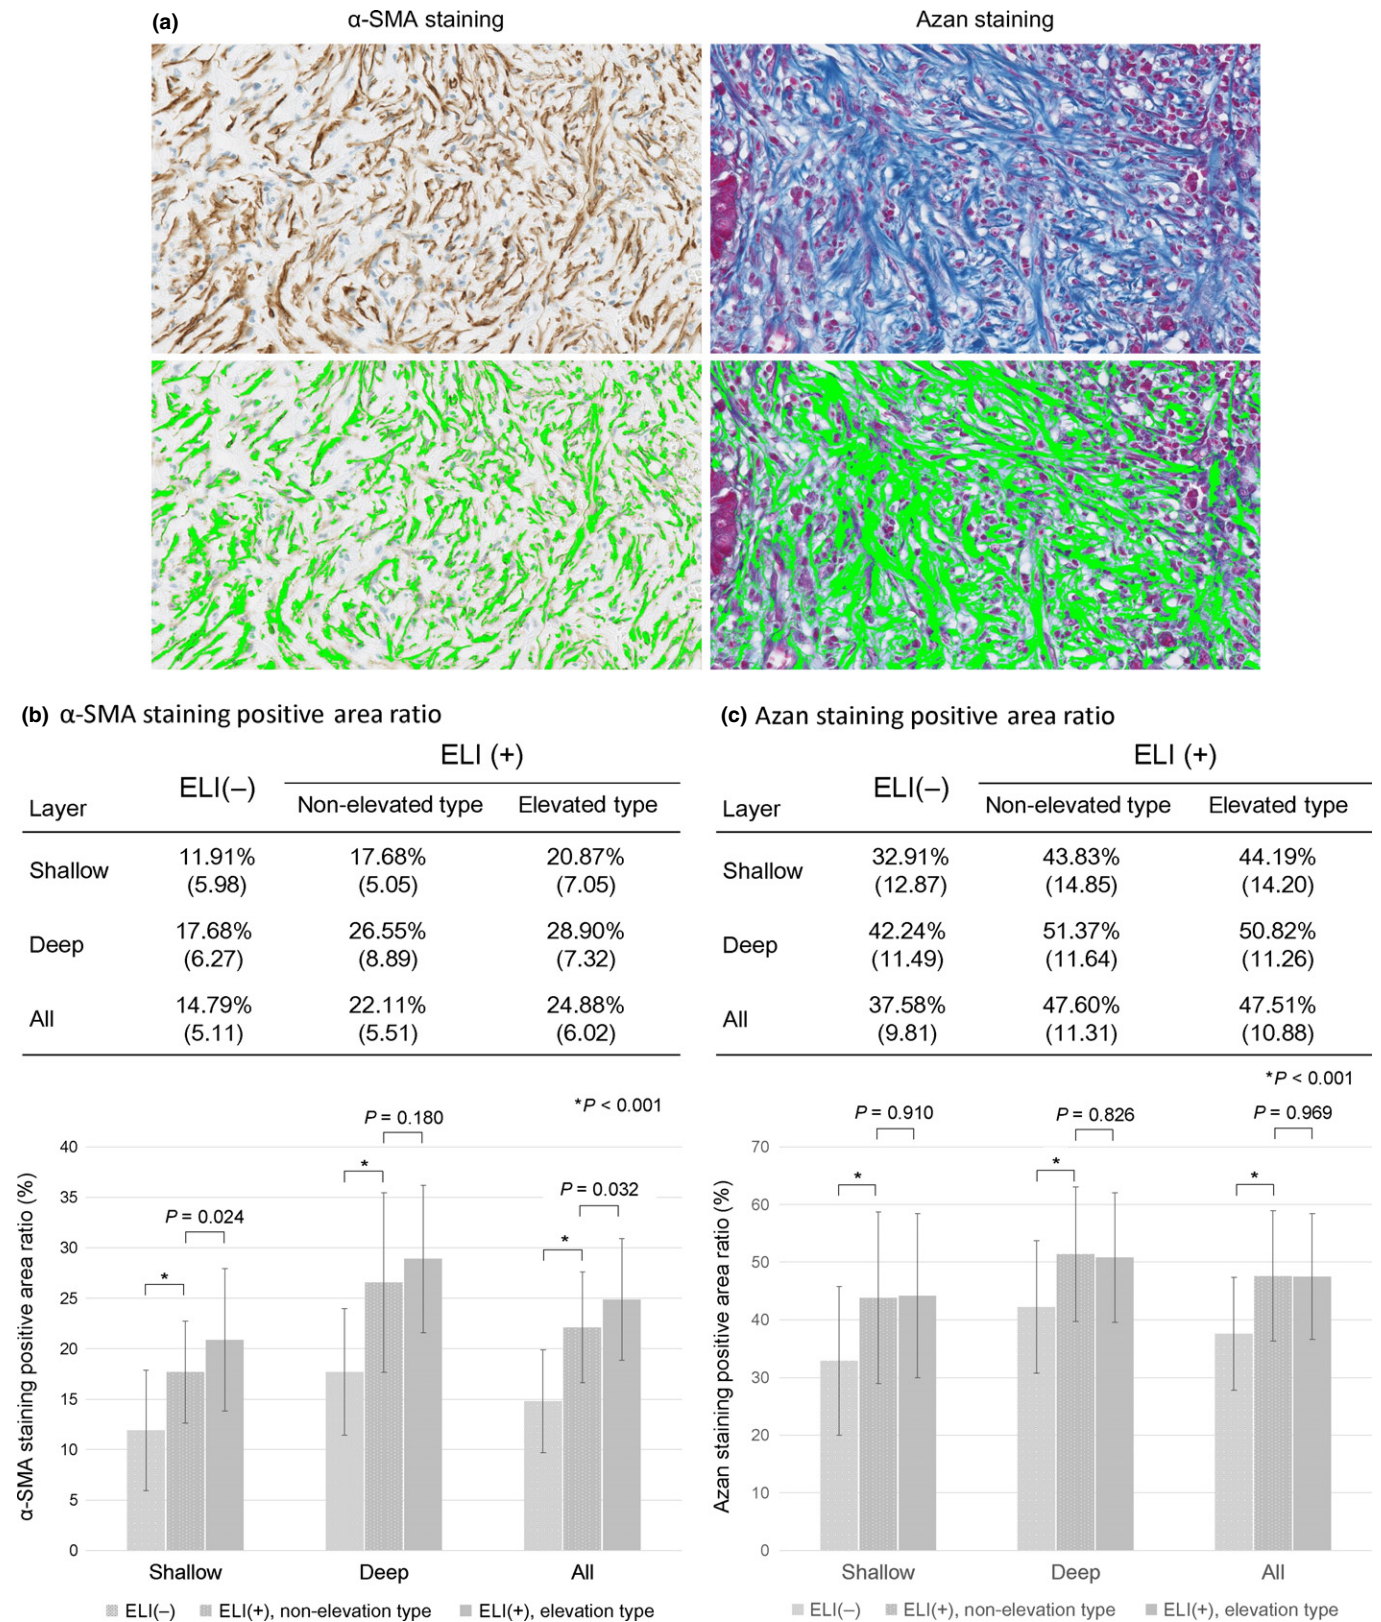 (a)
α-SMA staining
Azan staining
(b) α-SMA staining positive area ratio
ELI (+)
ELI(–)
Layer
Non-elevated type Elevated type
Shallow
11.91% 17.68% 20.87%
(5.98) (5.05) (7.05)
Deep
17.68% 26.55% 28.90%
(6.27) (8.89) (7.32)
All
14.79% 22.11% 24.88%
(5.11) (5.51) (6.02)
*P < 0.001
P = 0.180
P = 0.032
P = 0.024
*
*
*
α-SMA staining positive area ratio (%)
40
35
30
25
20
15
10
5
0
Shallow Deep All
ELI(–) ELI(+), non-elevation type ELI(+), elevation type
(c) Azan staining positive area ratio
ELI (+)
ELI(–)
Layer
Non-elevated type Elevated type
Shallow
32.91% 43.83% 44.19%
(12.87) (14.85) (14.20)
Deep
42.24% 51.37% 50.82%
(11.49) (11.64) (11.26)
All
37.58% 47.60% 47.51%
(9.81) (11.31) (10.88)
*P < 0.001
P = 0.910 P = 0.826 P = 0.969
*
*
*
Azan staining positive area ratio (%)
70
60
50
40
30
20
10
0
Shallow Deep All
ELI(–) ELI(+), non-elevation type ELI(+), elevation type